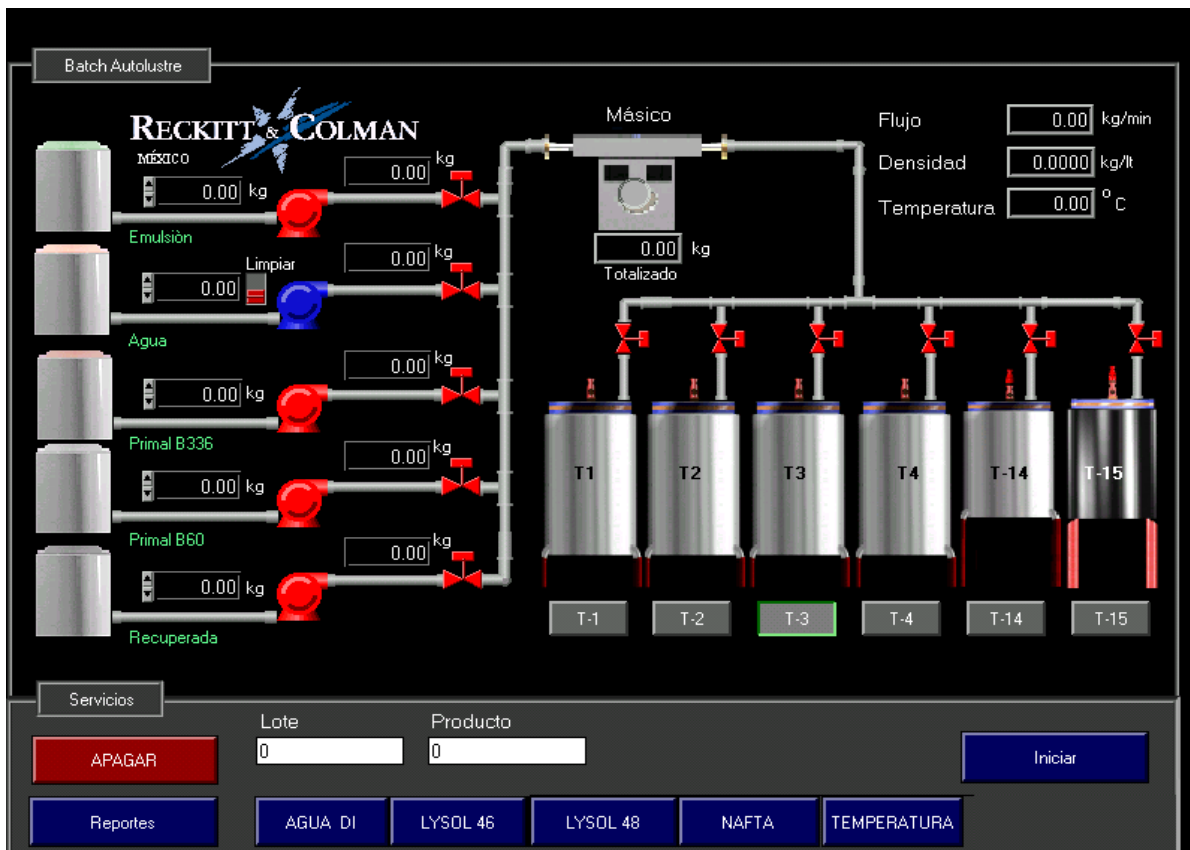 Batch Autolustre
RECKITT & COLMAN
MÉXICO
0.00 kg
0.00 kg
Emulsiòn
Limpiar
0.00
0.00 kg
Agua
0.00 kg
0.00 kg
Primal B336
0.00 kg
0.00 kg
Primal B60
0.00 kg
0.00 kg
Recuperada
Másico
0.00 kg
Totalizado
Flujo 0.00 kg/min
Densidad 0.0000 kg/lt
Temperatura 0.00 °C
T1 T2 T3 T4 T-14 T-15
T-1 T-2 T-3 T-4 T-14 T-15
Servicios
Lote Producto
0 0
APAGAR Iniciar
Reportes AGUA DI LYSOL 46 LYSOL 48 NAFTA TEMPERATURA